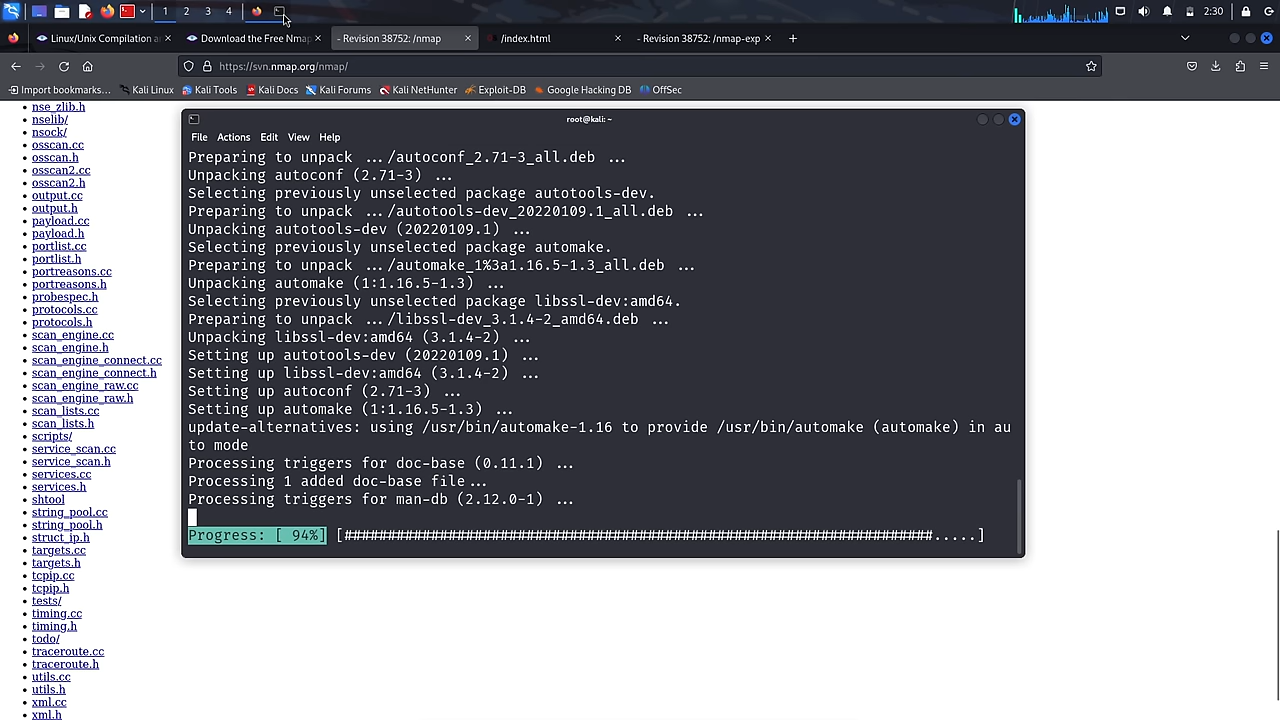 1
2
3
4
2:30
Linux/Unix Compilation a
Download the Free Nmap
- Revision 38752: /nmap
/index.html
- Revision 38752: /nmap-exp
https://svn.nmap.org/nmap/
Import bookmarks...
Kali Linux
Kali Tools
Kali Docs
Kali Forums
Kali NetHunter
Exploit-DB
Google Hacking DB
OffSec
nse_zlib.h
nselib/
nsock/
osscan.cc
osscan.h
osscan2.cc
osscan2.h
output.cc
output.h
payload.cc
payload.h
portlist.cc
portlist.h
portreasons.cc
portreasons.h
probespec.h
protocols.cc
protocols.h
scan_engine.cc
scan_engine.h
scan_engine_connect.cc
scan_engine_connect.h
scan_engine_raw.cc
scan_engine_raw.h
scan_lists.cc
scan_lists.h
scripts/
service_scan.cc
service_scan.h
services.cc
services.h
shtool
string_pool.cc
string_pool.h
struct_ip.h
targets.cc
targets.h
tcpip.cc
tcpip.h
tests/
timing.cc
timing.h
todo/
traceroute.cc
traceroute.h
utils.cc
utils.h
xml.cc
xml.h
root@kali: ~
File Actions Edit View Help
Preparing to unpack .../autoconf_2.71-3_all.deb ...
Unpacking autoconf (2.71-3) ...
Selecting previously unselected package autotools-dev.
Preparing to unpack .../autotools-dev_20220109.1_all.deb ...
Unpacking autotools-dev (20220109.1) ...
Selecting previously unselected package automake.
Preparing to unpack .../automake_1%3a1.16.5-1.3_all.deb ...
Unpacking automake (1:1.16.5-1.3) ...
Selecting previously unselected package libssl-dev:amd64.
Preparing to unpack .../libssl-dev_3.1.4-2_amd64.deb ...
Unpacking libssl-dev:amd64 (3.1.4-2) ...
Setting up autotools-dev (20220109.1) ...
Setting up libssl-dev:amd64 (3.1.4-2) ...
Setting up autoconf (2.71-3) ...
Setting up automake (1:1.16.5-1.3) ...
update-alternatives: using /usr/bin/automake-1.16 to provide /usr/bin/automake (automake) in au
to mode
Processing triggers for doc-base (0.11.1) ...
Processing 1 added doc-base file...
Processing triggers for man-db (2.12.0-1) ...
Progress: [ 94%] [####################################################################.....]